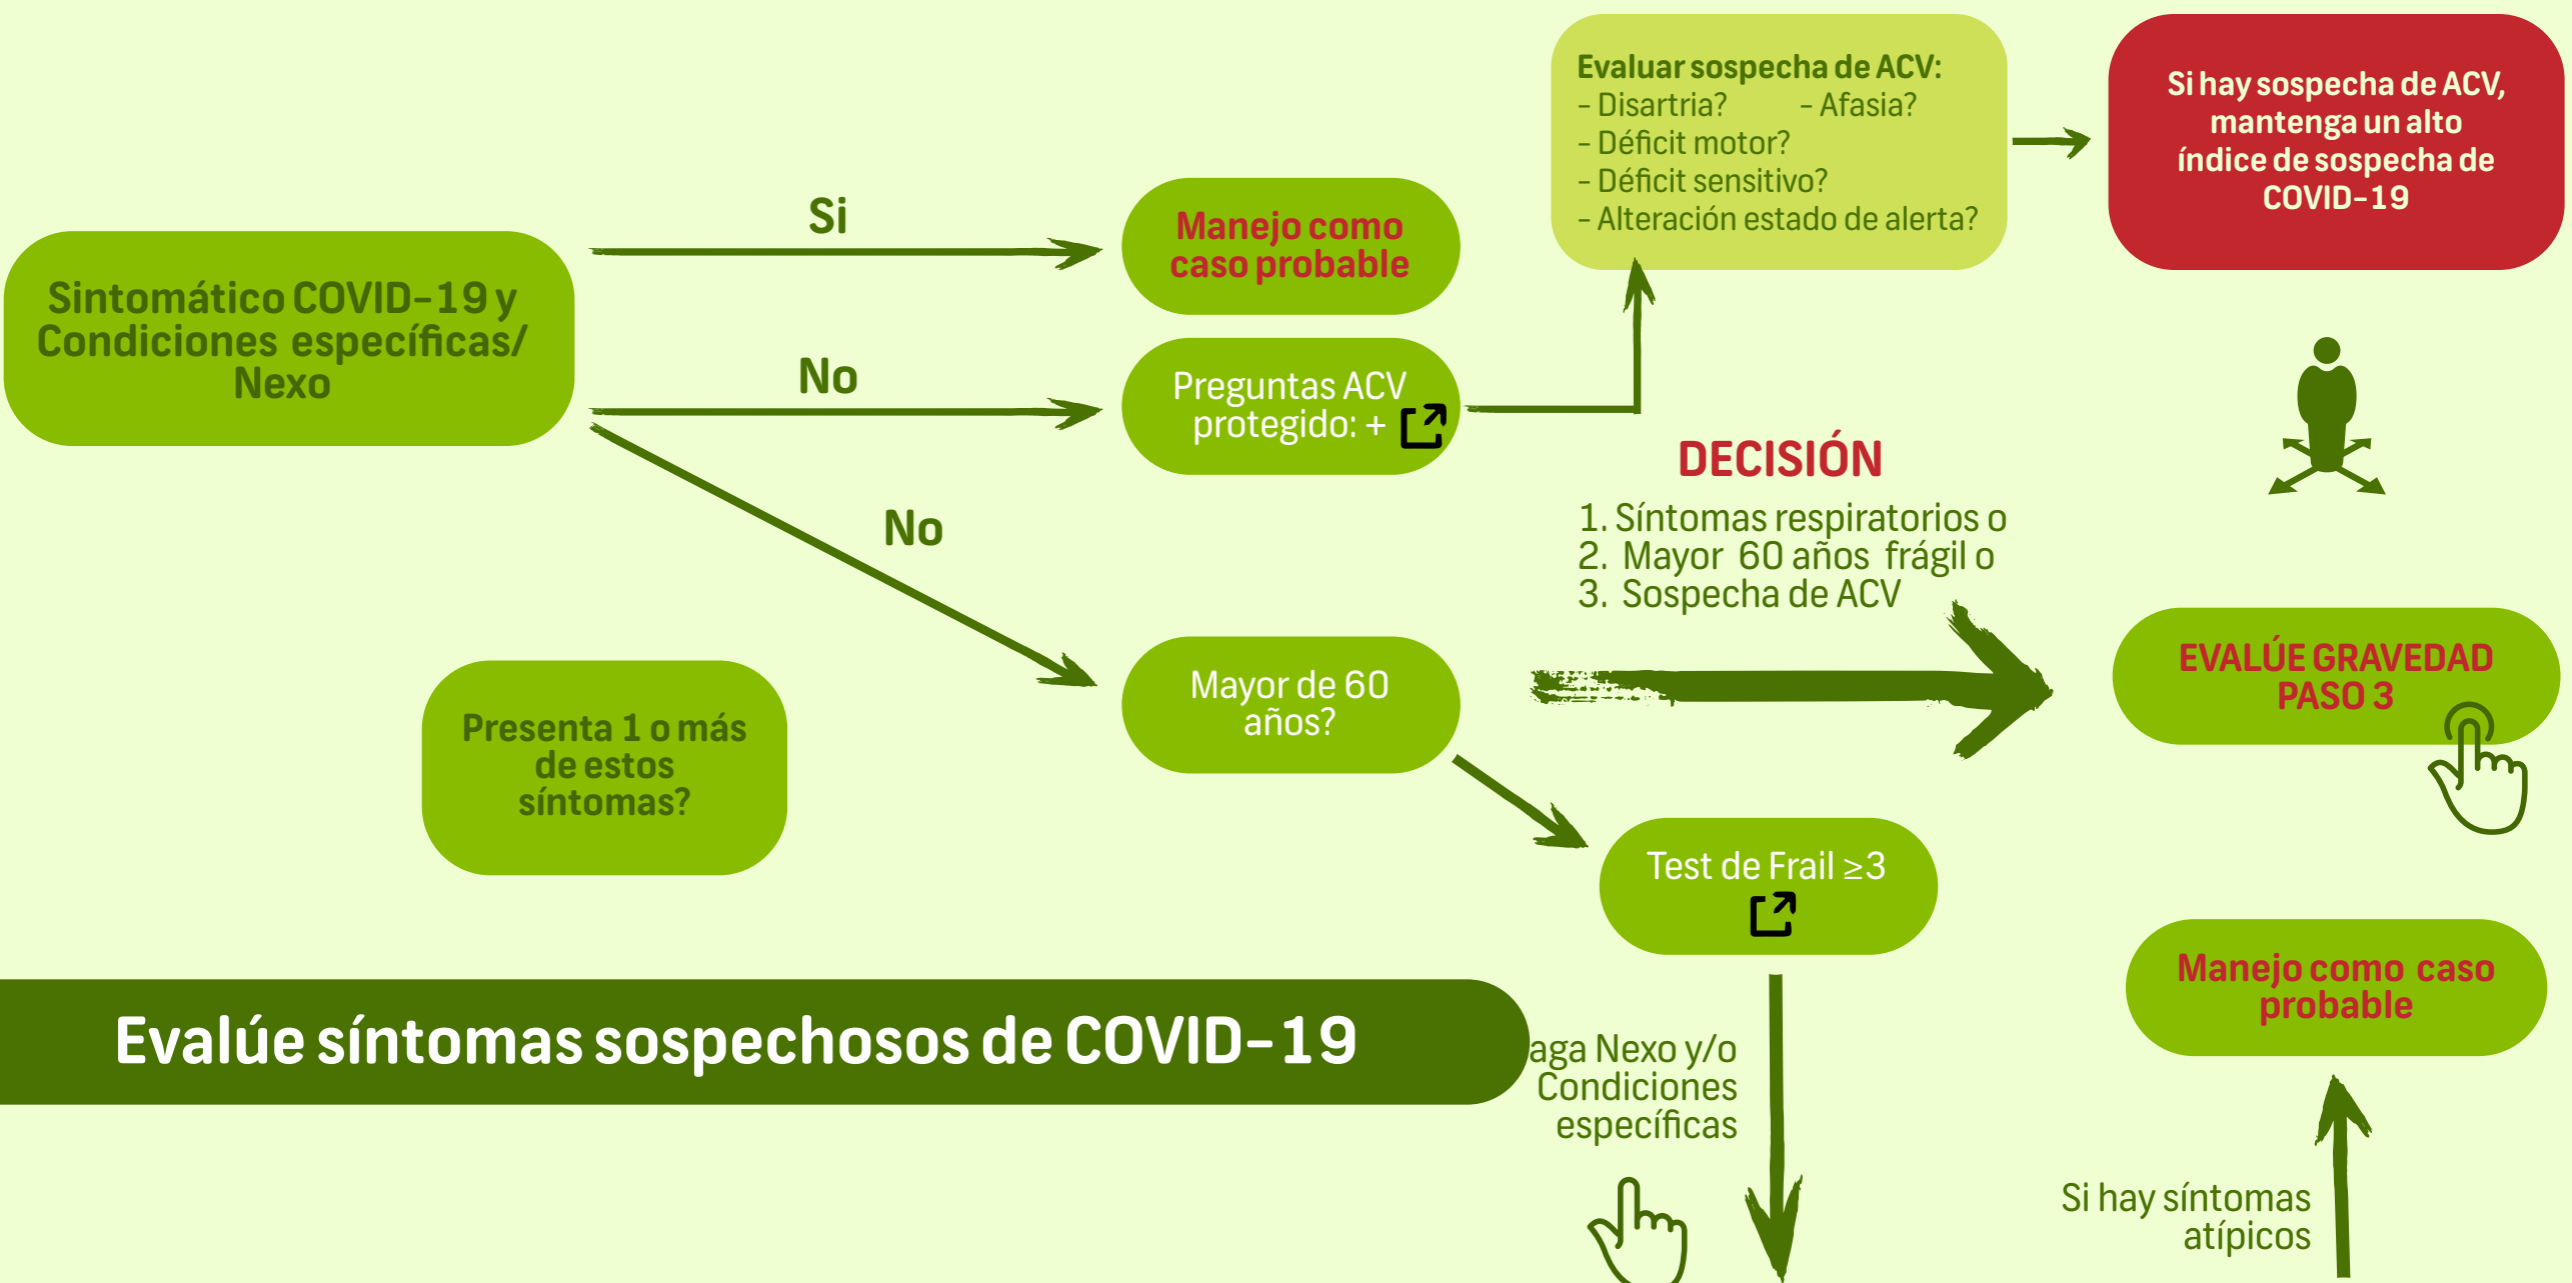 Sintomático COVID-19 y
Condiciones específicas/
Nexo
Si
No
No
Manejo como
caso probable
Preguntas ACV
protegido: +
Evaluar sospecha de ACV:
- Disartria? - Afasia?
- Déficit motor?
- Déficit sensitivo?
- Alteración estado de alerta?
Si hay sospecha de ACV,
mantenga un alto
índice de sospecha de
COVID-19
DECISIÓN
1. Síntomas respiratorios o
2. Mayor 60 años frágil o
3. Sospecha de ACV
Presenta 1 o más
de estos
síntomas?
Mayor de 60
años?
EVALÚE GRAVEDAD
PASO 3
Test de Frail ≥3
Manejo como caso
probable
Evalúe síntomas sospechosos de COVID-19
aga Nexo y/o
Condiciones
específicas
Si hay síntomas
atípicos